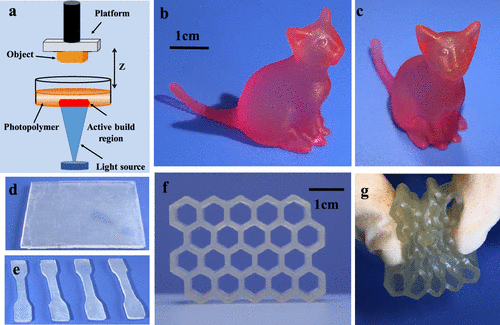 a
Platform
Object
Z
Photopolymer
Active build
region
Light source
b
1cm
c
d
e
f
1cm
g